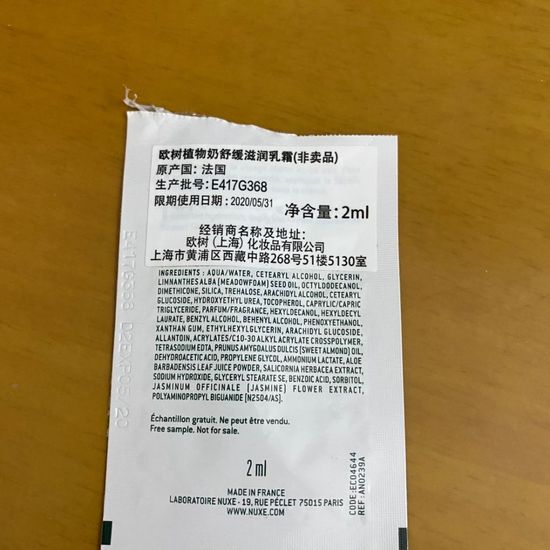 欧树植物奶舒缓滋润乳霜(非卖品)
原产国: 法国
生产批号: E417G368
限期使用日期: 2020/05/31 净含量: 2ml
经销商名称及地址:
欧树 (上海) 化妆品有限公司
上海市黄浦区西藏中路268号51楼5130室
INGREDIENTS : AQUA/WATER, CETEARYL ALCOHOL, GLYCERIN,
LIMNANTHES ALBA (MEADOWFOAM) SEED OIL, OCTYLDODECANOL,
DIMETHICONE, SILICA, TREHALOSE, ARACHIDYL ALCOHOL, CETEARYL
GLUCOSIDE, HYDROXYETHYL UREA, TOCOPHEROL, CAPRYLIC/CAPRIC
TRIGLYCERIDE, PARFUM/FRAGRANCE, HEXYLDECANOL, HEXYLDECYL
LAURATE, BENZYL ALCOHOL, BEHENYL ALCOHOL, PHENOXYETHANOL,
XANTHAN GUM, ETHYLHEXYLGLYCERIN, ARACHIDYL GLUCOSIDE,
ALLANTOIN, ACRYLATES/C10-30 ALKYL ACRYLATE CROSSPOLYMER,
TETRASODIUM EDTA, PRUNUS AMYGDALUS DULCIS (SWEET ALMOND) OIL,
DEHYDROACETIC ACID, PROPYLENE GLYCOL, AMMONIUM LACTATE, ALOE
BARBADENSIS LEAF JUICE POWDER, SALICORNIA HERBACEA EXTRACT,
SODIUM HYDROXIDE, GLYCERYL STEARATE SE, BENZOIC ACID, SORBITOL,
JASMINUM OFFICINALE (JASMINE) FLOWER EXTRACT,
POLYAMINOPROPYL BIGUANIDE [N2504/AS].
Échantillon gratuit. Ne peut être vendu.
Free sample. Not for sale.
2 ml
MADE IN FRANCE
LABORATOIRE NUXE - 19, RUE PÉCLET 75015 PARIS
WWW.NUXE.COM
CODE: EC04644
REF: AN0239A
E417G368